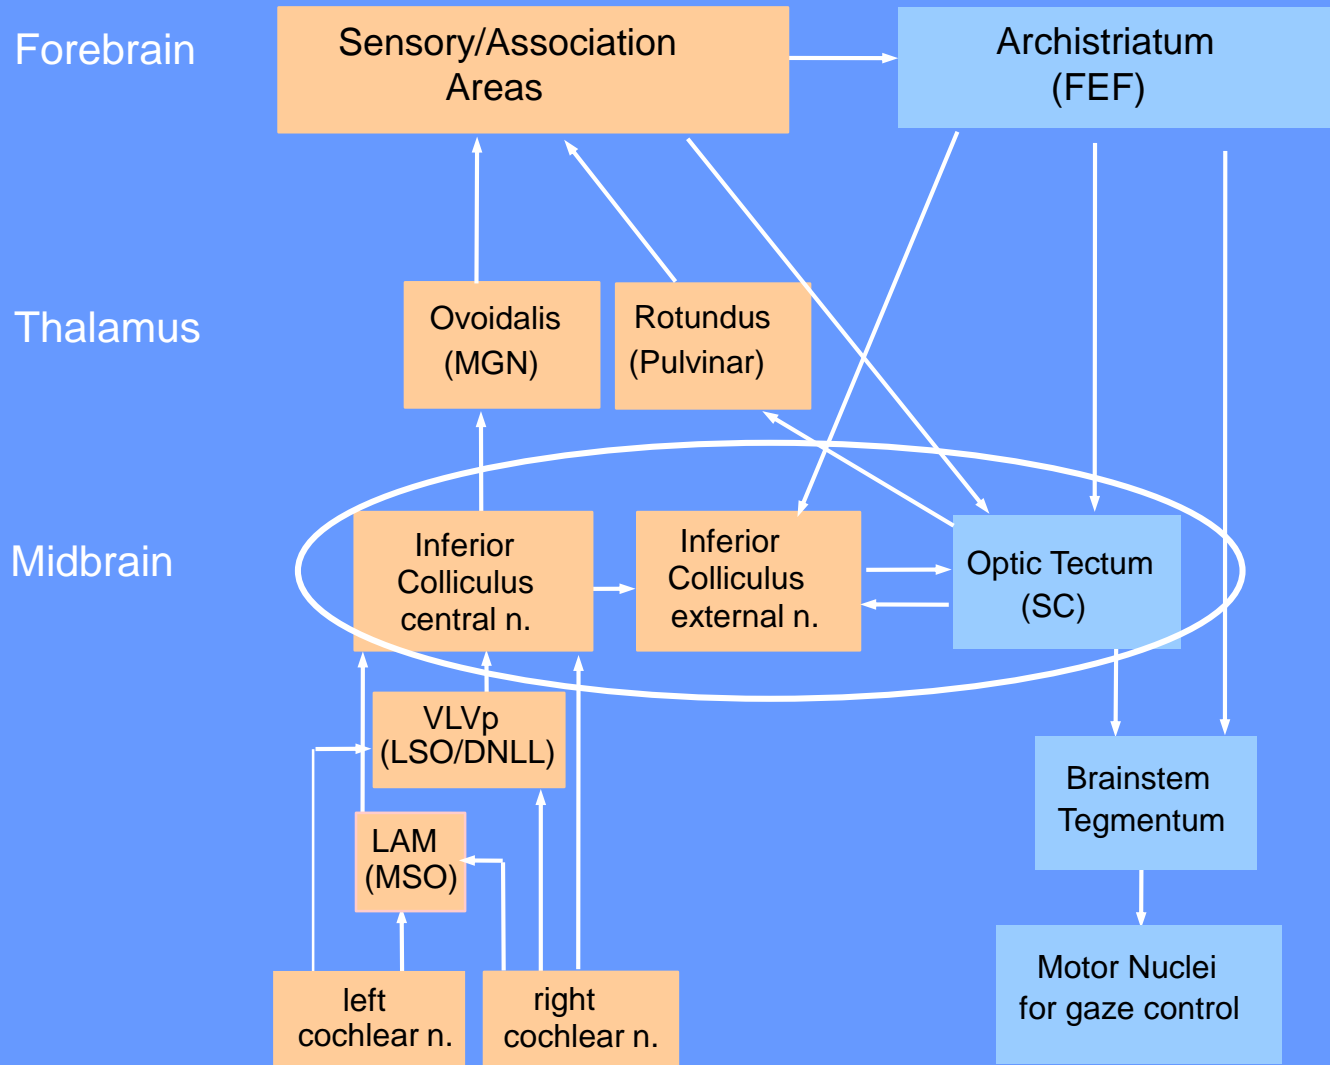 Forebrain
Sensory/Association
Areas
Archistriatum
(FEF)
Thalamus
Ovoidalis
(MGN)
Rotundus
(Pulvinar)
Midbrain
Inferior
Colliculus
central n.
Inferior
Colliculus
external n.
Optic Tectum
(SC)
VLVp
(LSO/DNLL)
LAM
(MSO)
Brainstem
Tegmentum
left
cochlear n.
right
cochlear n.
Motor Nuclei
for gaze control